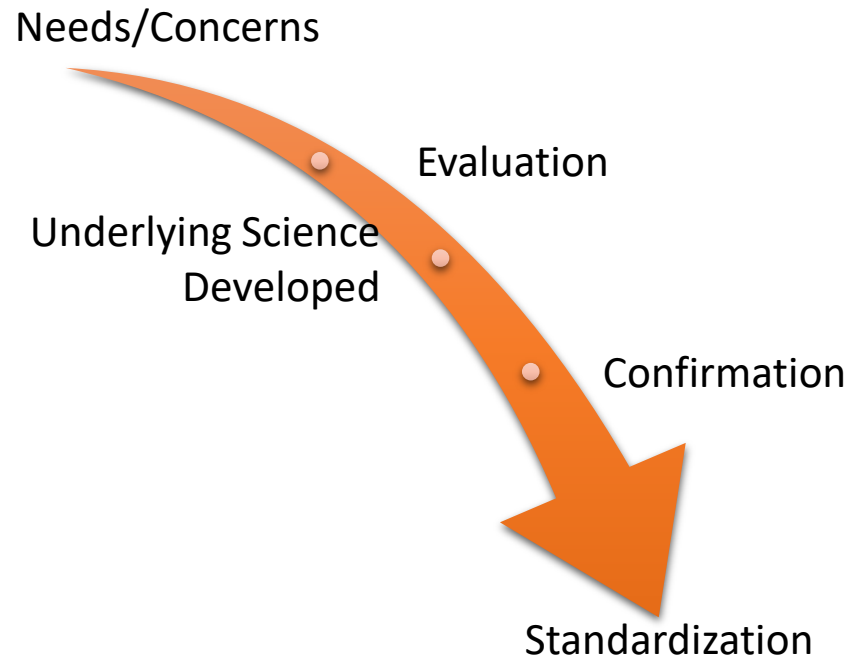 Needs/Concerns
Evaluation
Underlying Science
Developed
Confirmation
Standardization